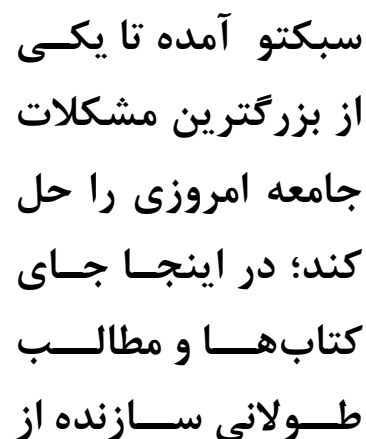 سبکتو آمده تا یکی
از بزرگترین مشکلات
جامعه امروزی را حل
کند؛ در اینجا جای
کتاب‌ها و مطالب
طولانی سازنده از